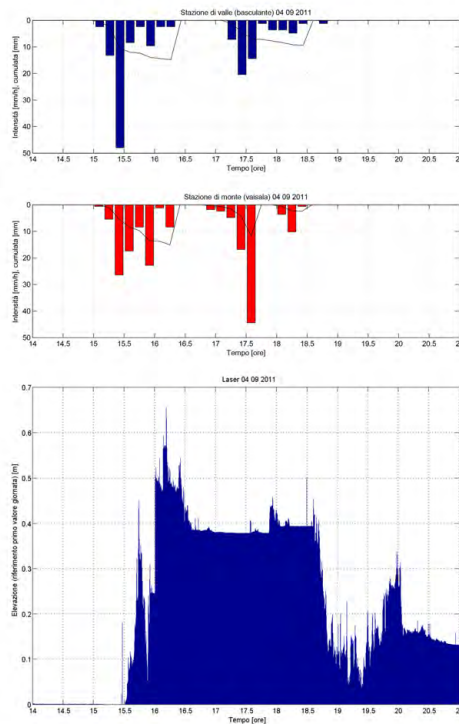 Stazione di valle (basculante) 04 09 2011
Intensità [mm/h], cumulata [mm]
0
10
20
30
40
50
14 14.5 15 15.5 16 16.5 17 17.5 18 18.5 19 19.5 20 20.5 2
Tempo [ore]
Stazione di monte (vaisala) 04 09 2011
Intensità [mm/h], cumulata [mm]
0
10
20
30
40
50
14 14.5 15 15.5 16 16.5 17 17.5 18 18.5 19 19.5 20 20.5 2
Tempo [ore]
Laser 04 09 2011
Elevazione (riferimento primo valore giornata) [m]
0.7
0.6
0.5
0.4
0.3
0.2
0.1
0
14 14.5 15 15.5 16 16.5 17 17.5 18 18.5 19 19.5 20 20.5 2
Tempo [ore]